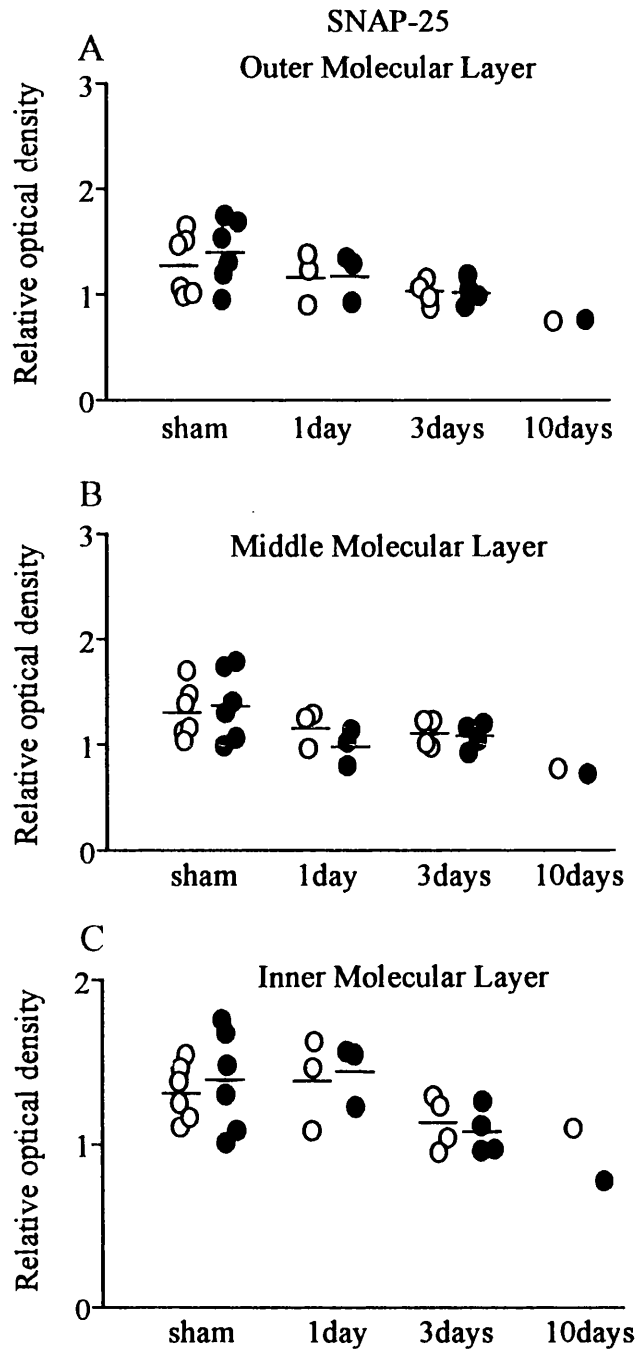 SNAP-25
A
Outer Molecular Layer
Relative optical density
3
2
1
0
sham 1day 3days 10days
B
Middle Molecular Layer
Relative optical density
3
2
1
0
sham 1day 3days 10days
C
Inner Molecular Layer
Relative optical density
2
1
0
sham 1day 3days 10days